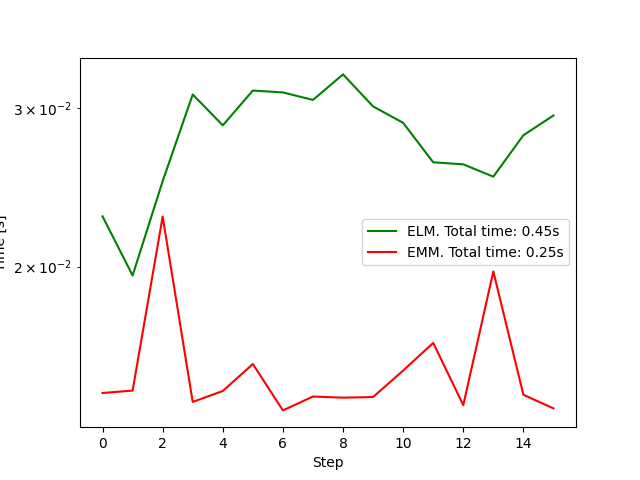 3 × 10⁻²
2 × 10⁻²
Time [s]
ELM. Total time: 0.45s
EMM. Total time: 0.25s
0 2 4 6 8 10 12 14
Step